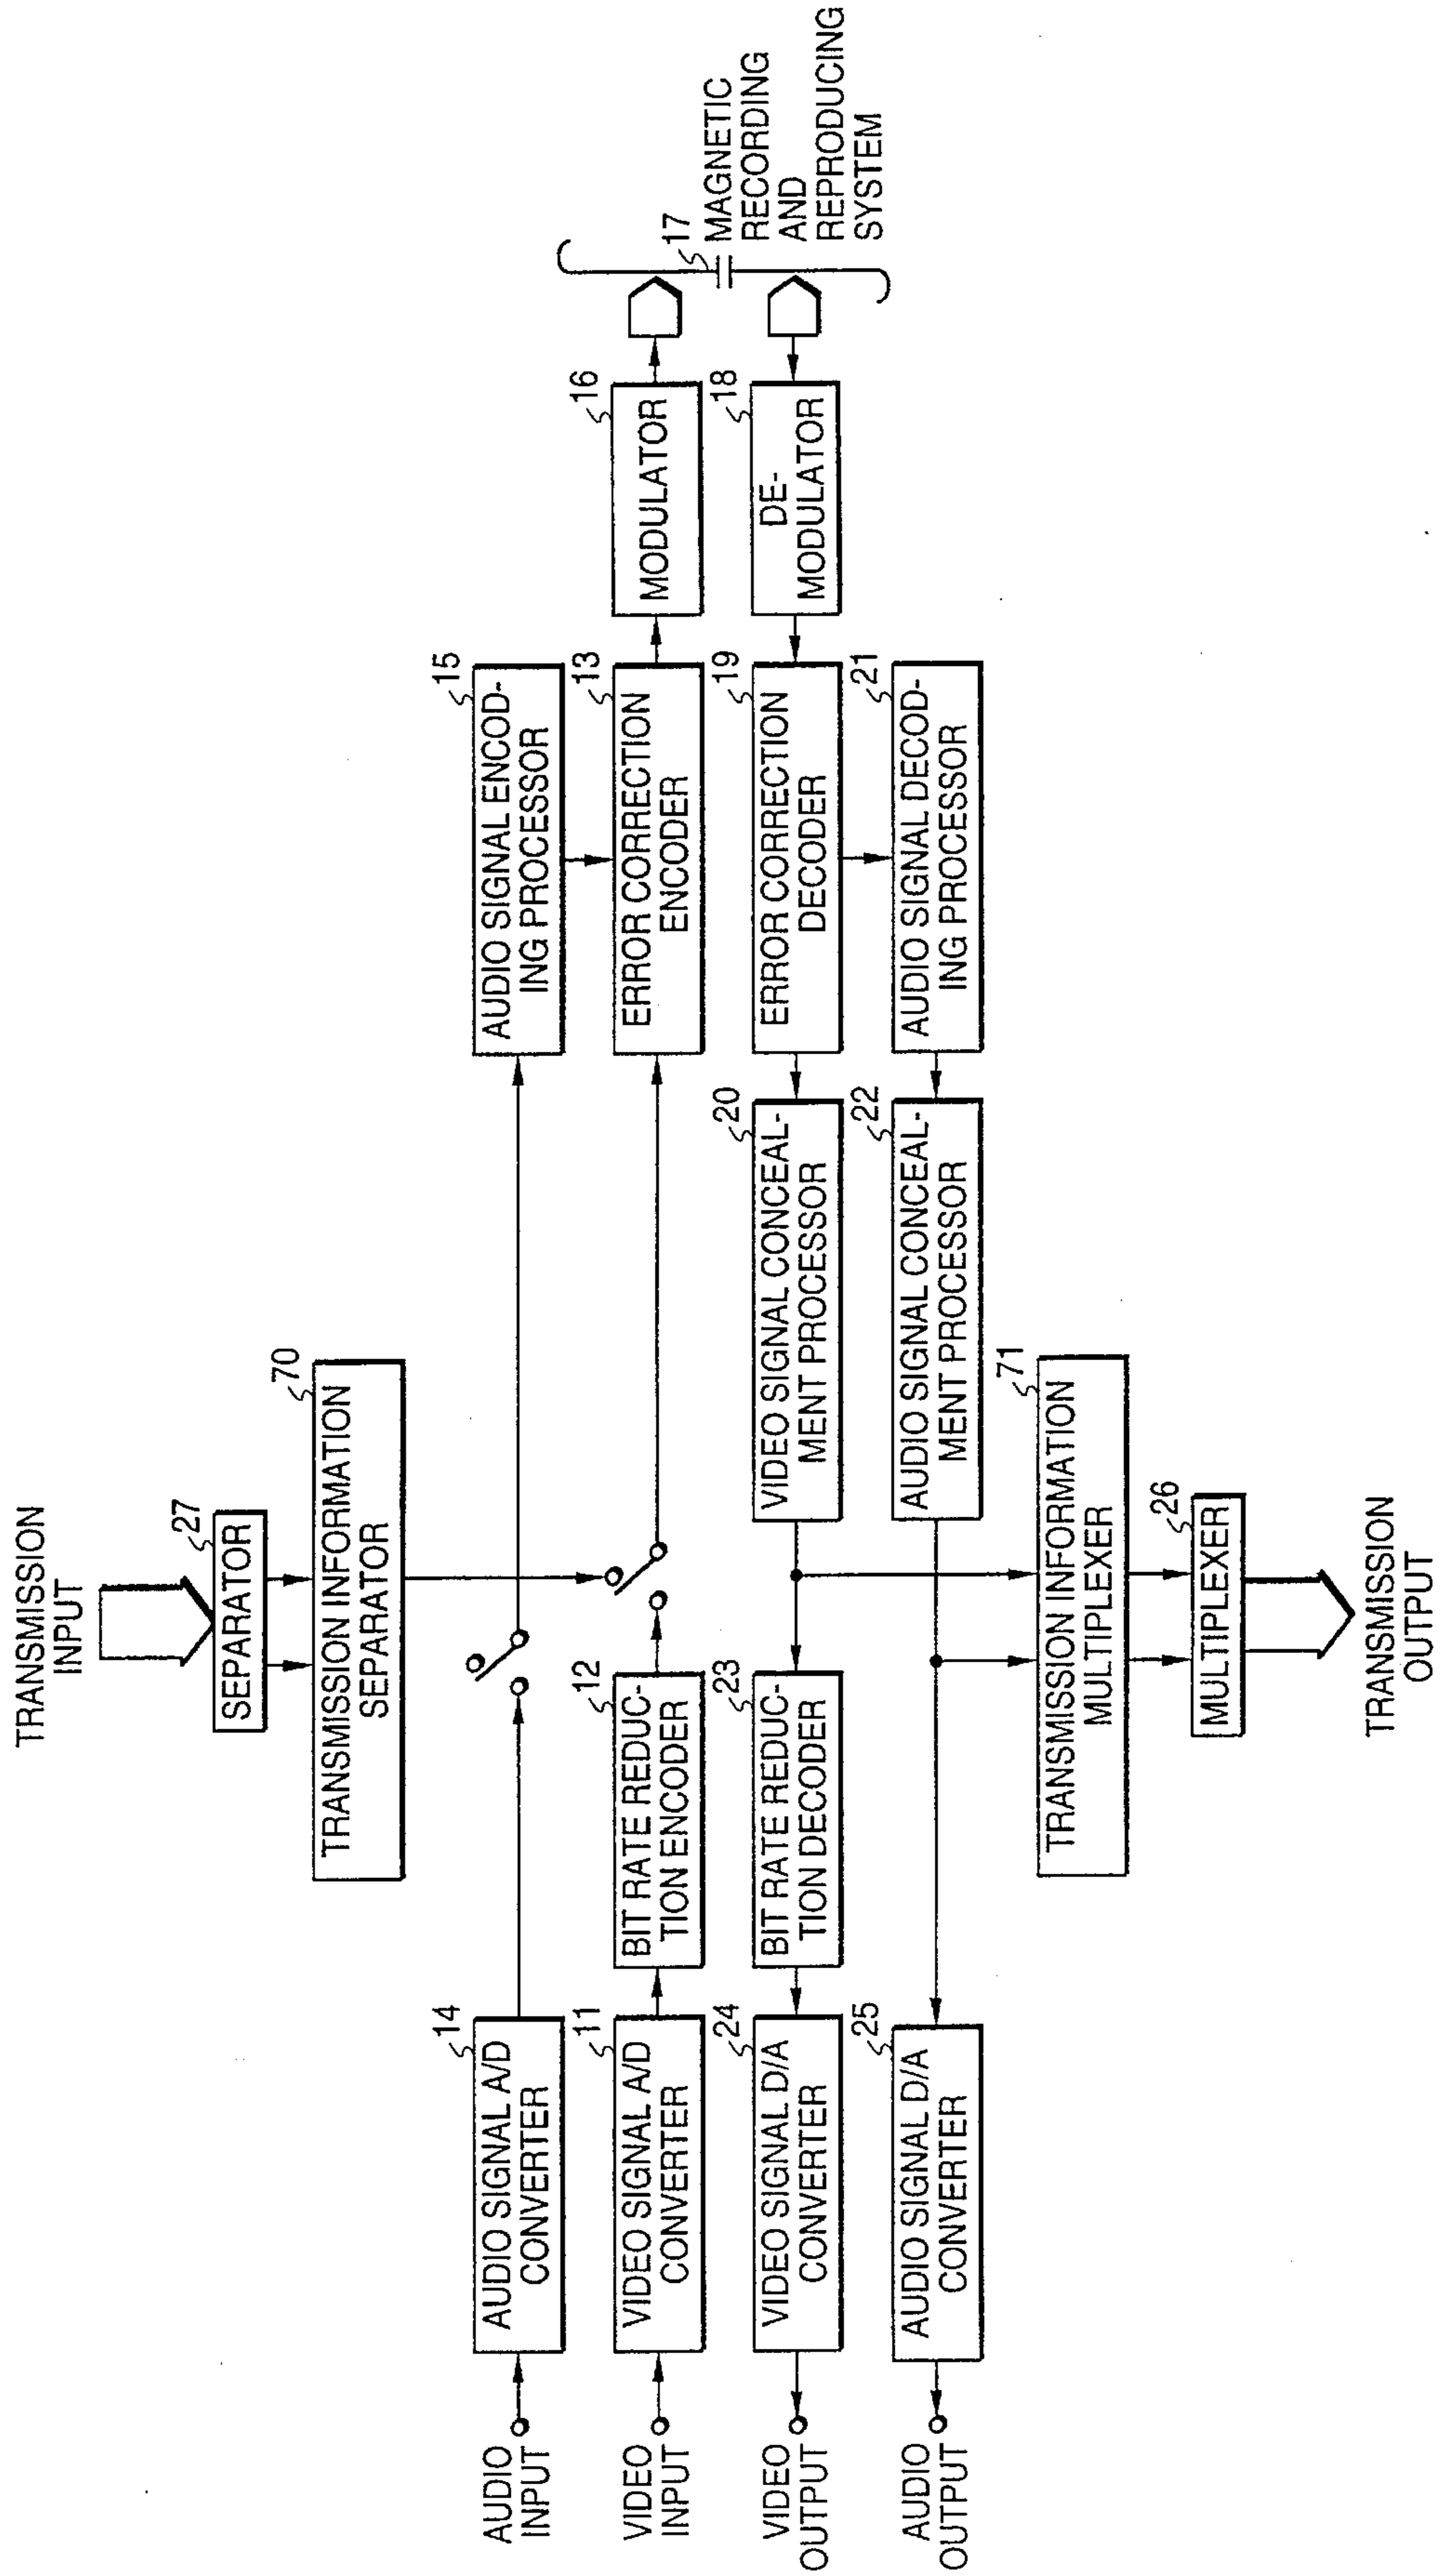 TRANSMISSION
INPUT
27
SEPARATOR
70
TRANSMISSION INFORMATION
SEPARATOR
AUDIO
INPUT
14
AUDIO SIGNAL A/D
CONVERTER
15
AUDIO SIGNAL ENCOD-
ING PROCESSOR
VIDEO
INPUT
11
VIDEO SIGNAL A/D
CONVERTER
12
BIT RATE REDUC-
TION ENCODER
13
ERROR CORRECTION
ENCODER
16
MODULATOR
17
MAGNETIC
RECORDING
AND
REPRODUCING
SYSTEM
VIDEO
OUTPUT
24
VIDEO SIGNAL D/A
CONVERTER
23
BIT RATE REDUC-
TION DECODER
20
VIDEO SIGNAL CONCEAL-
MENT PROCESSOR
19
ERROR CORRECTION
DECODER
18
DE-
MODULATOR
AUDIO
OUTPUT
25
AUDIO SIGNAL D/A
CONVERTER
22
AUDIO SIGNAL CONCEAL-
MENT PROCESSOR
21
AUDIO SIGNAL DECOD-
ING PROCESSOR
71
TRANSMISSION INFORMATION
MULTIPLEXER
26
MULTIPLEXER
TRANSMISSION
OUTPUT